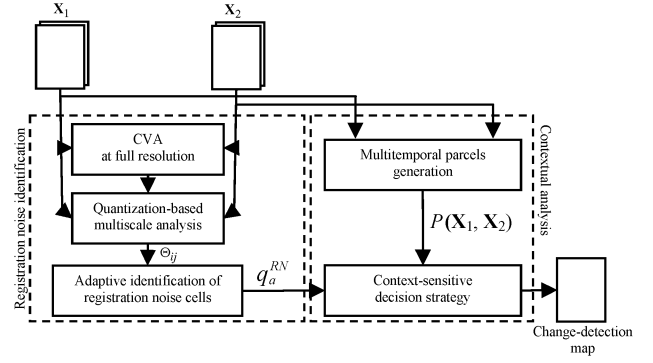 X1
X2
Registration noise identification
CVA
at full resolution
Quantization-based
multiscale analysis
Θij
Adaptive identification of
registration noise cells
q_a^RN
Multitemporal parcels
generation
P(X1, X2)
Context-sensitive
decision strategy
Contextual analysis
Change-detection
map